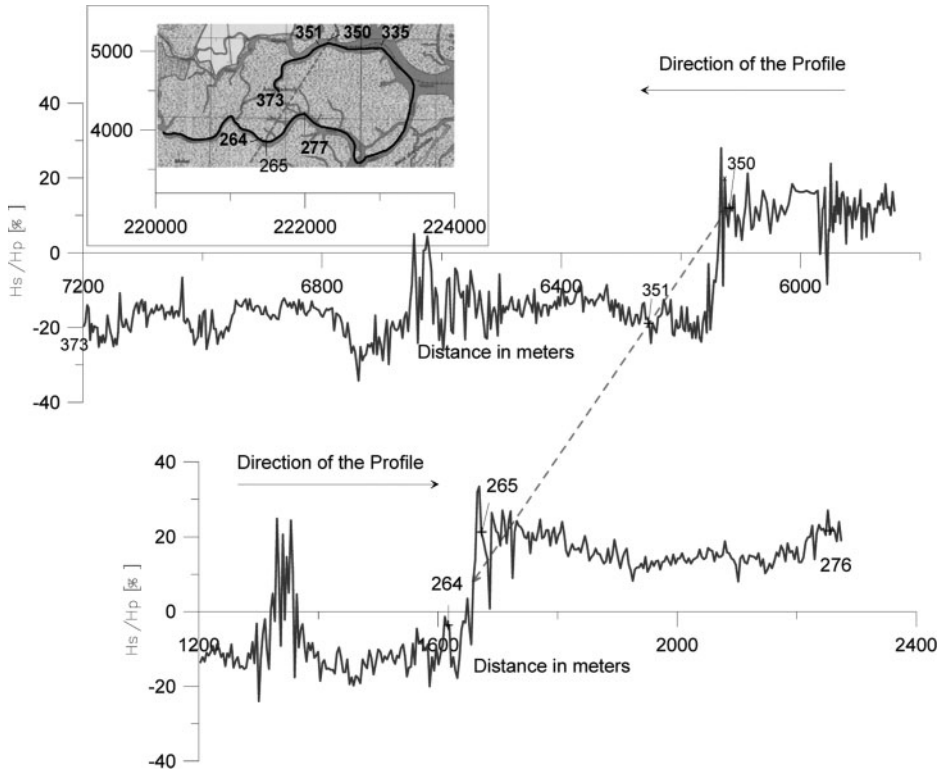 351 350 335
5000
Direction of the Profile
373
40
4000
264
277
265
20
350
220000 222000 224000
Hs/Hp [%]
0
7200 6800 6400 6000
351
-20
373
Distance in meters
-40
40
Direction of the Profile
265
20
264
276
Hs/Hp [%]
0
1200 1600 2000 2400
Distance in meters
-20
-40